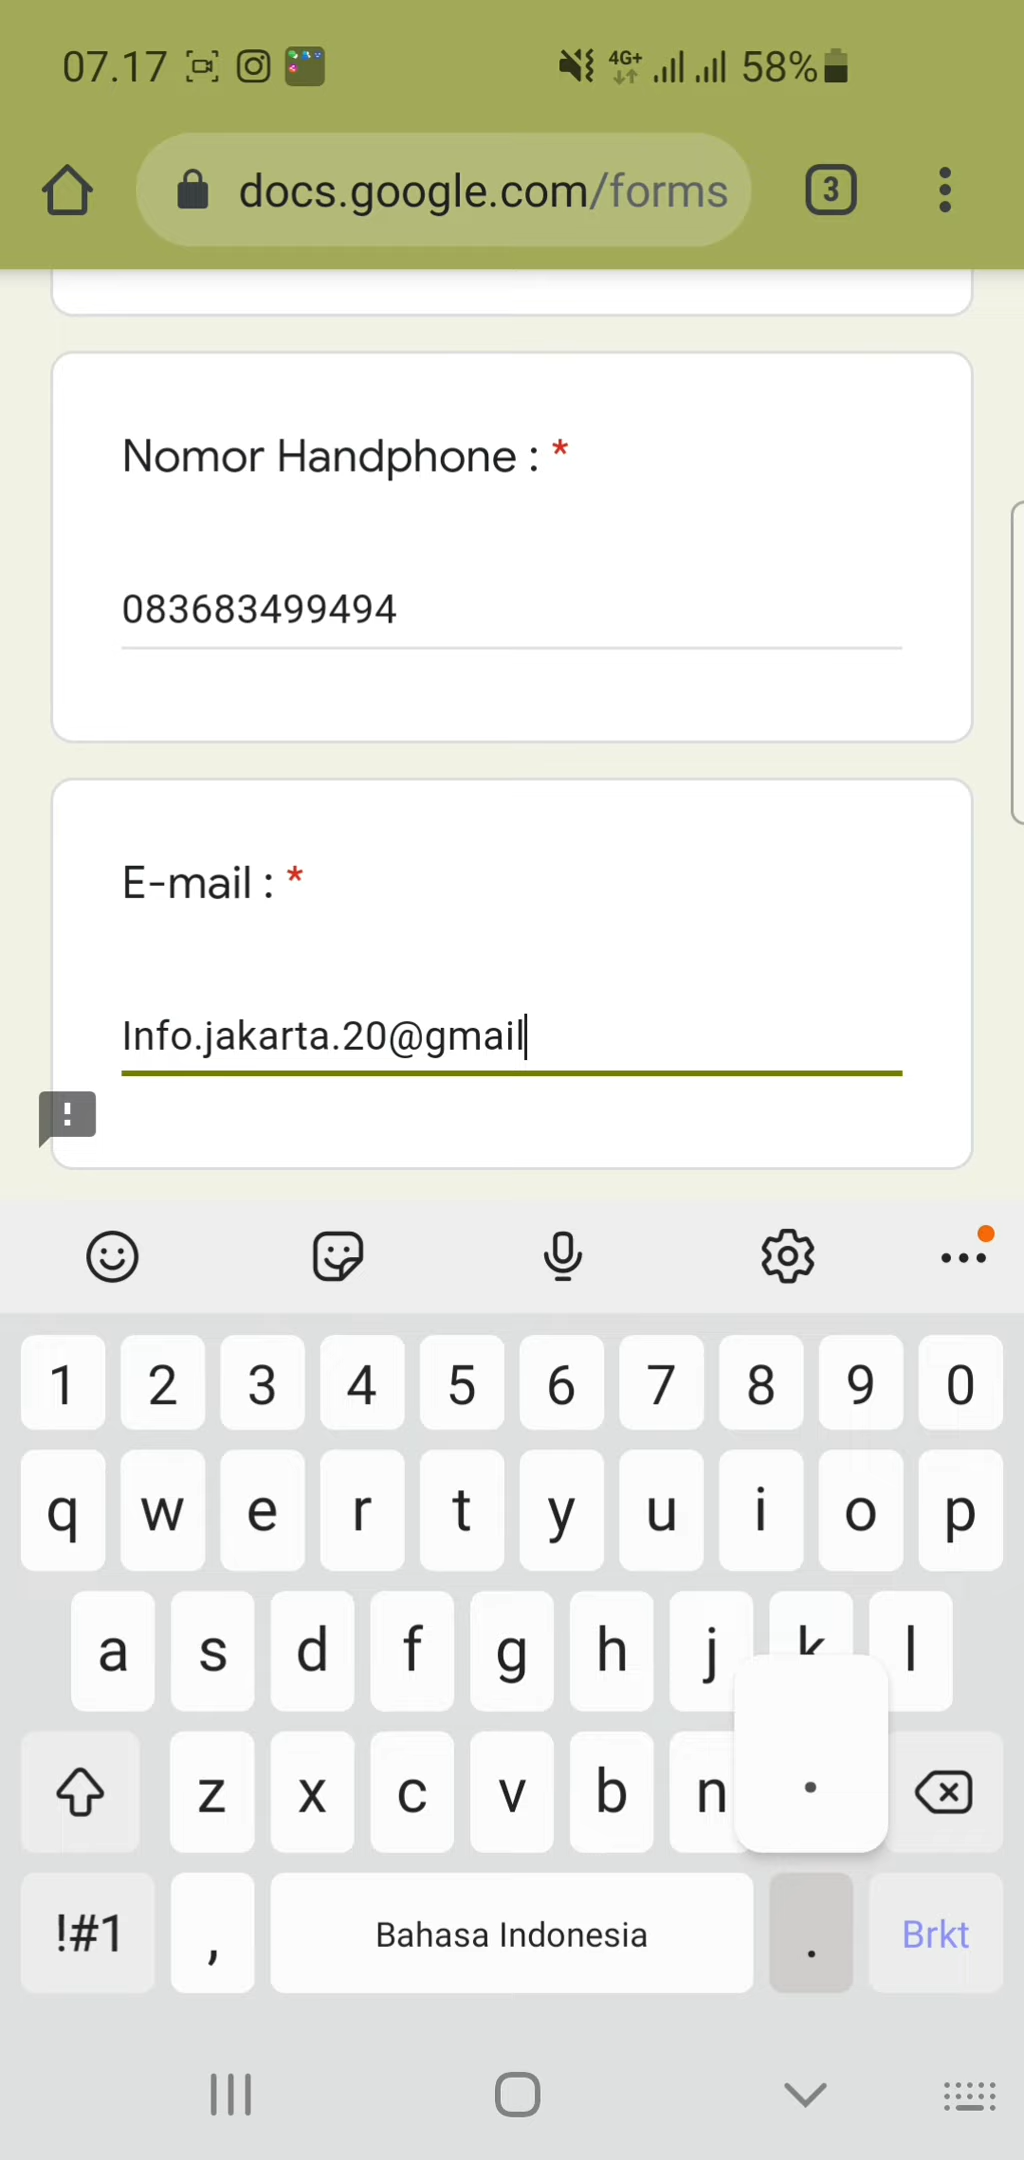 07.17 4G+ 58%
docs.google.com/forms 3
Nomor Handphone : *
083683499494
E-mail : *
Info.jakarta.20@gmail
1 2 3 4 5 6 7 8 9 0
q w e r t y u i o p
a s d f g h j k l
z x c v b n .
!#1 , Bahasa Indonesia . Brkt